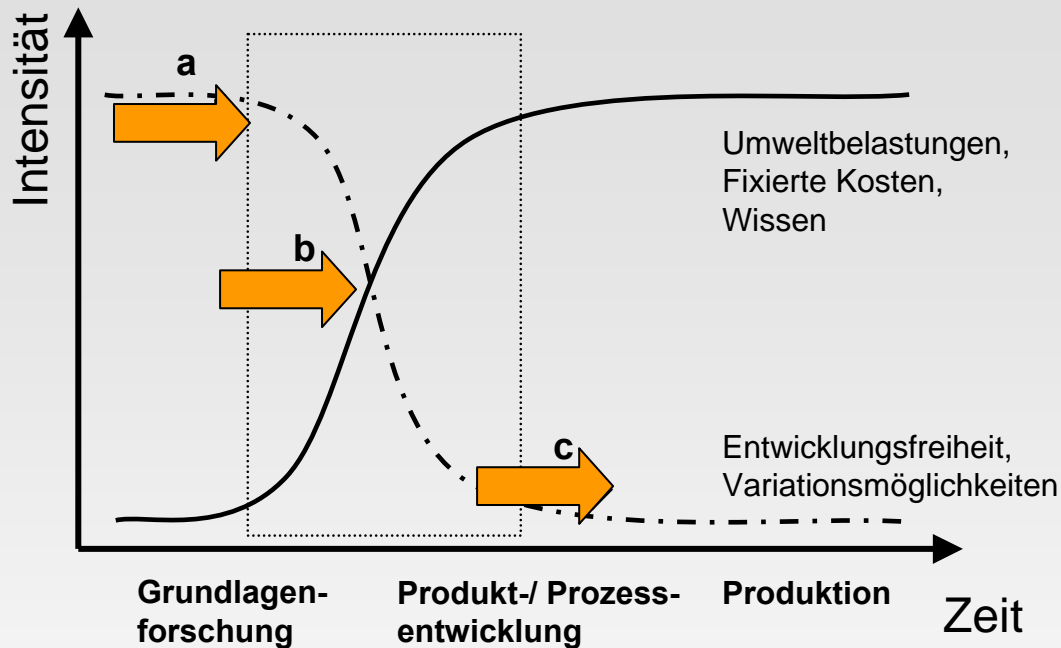 Intensität
a
b
c
Umweltbelastungen,
Fixierte Kosten,
Wissen
Entwicklungsfreiheit,
Variationsmöglichkeiten
Grundlagen-
forschung
Produkt-/ Prozess-
entwicklung
Produktion
Zeit